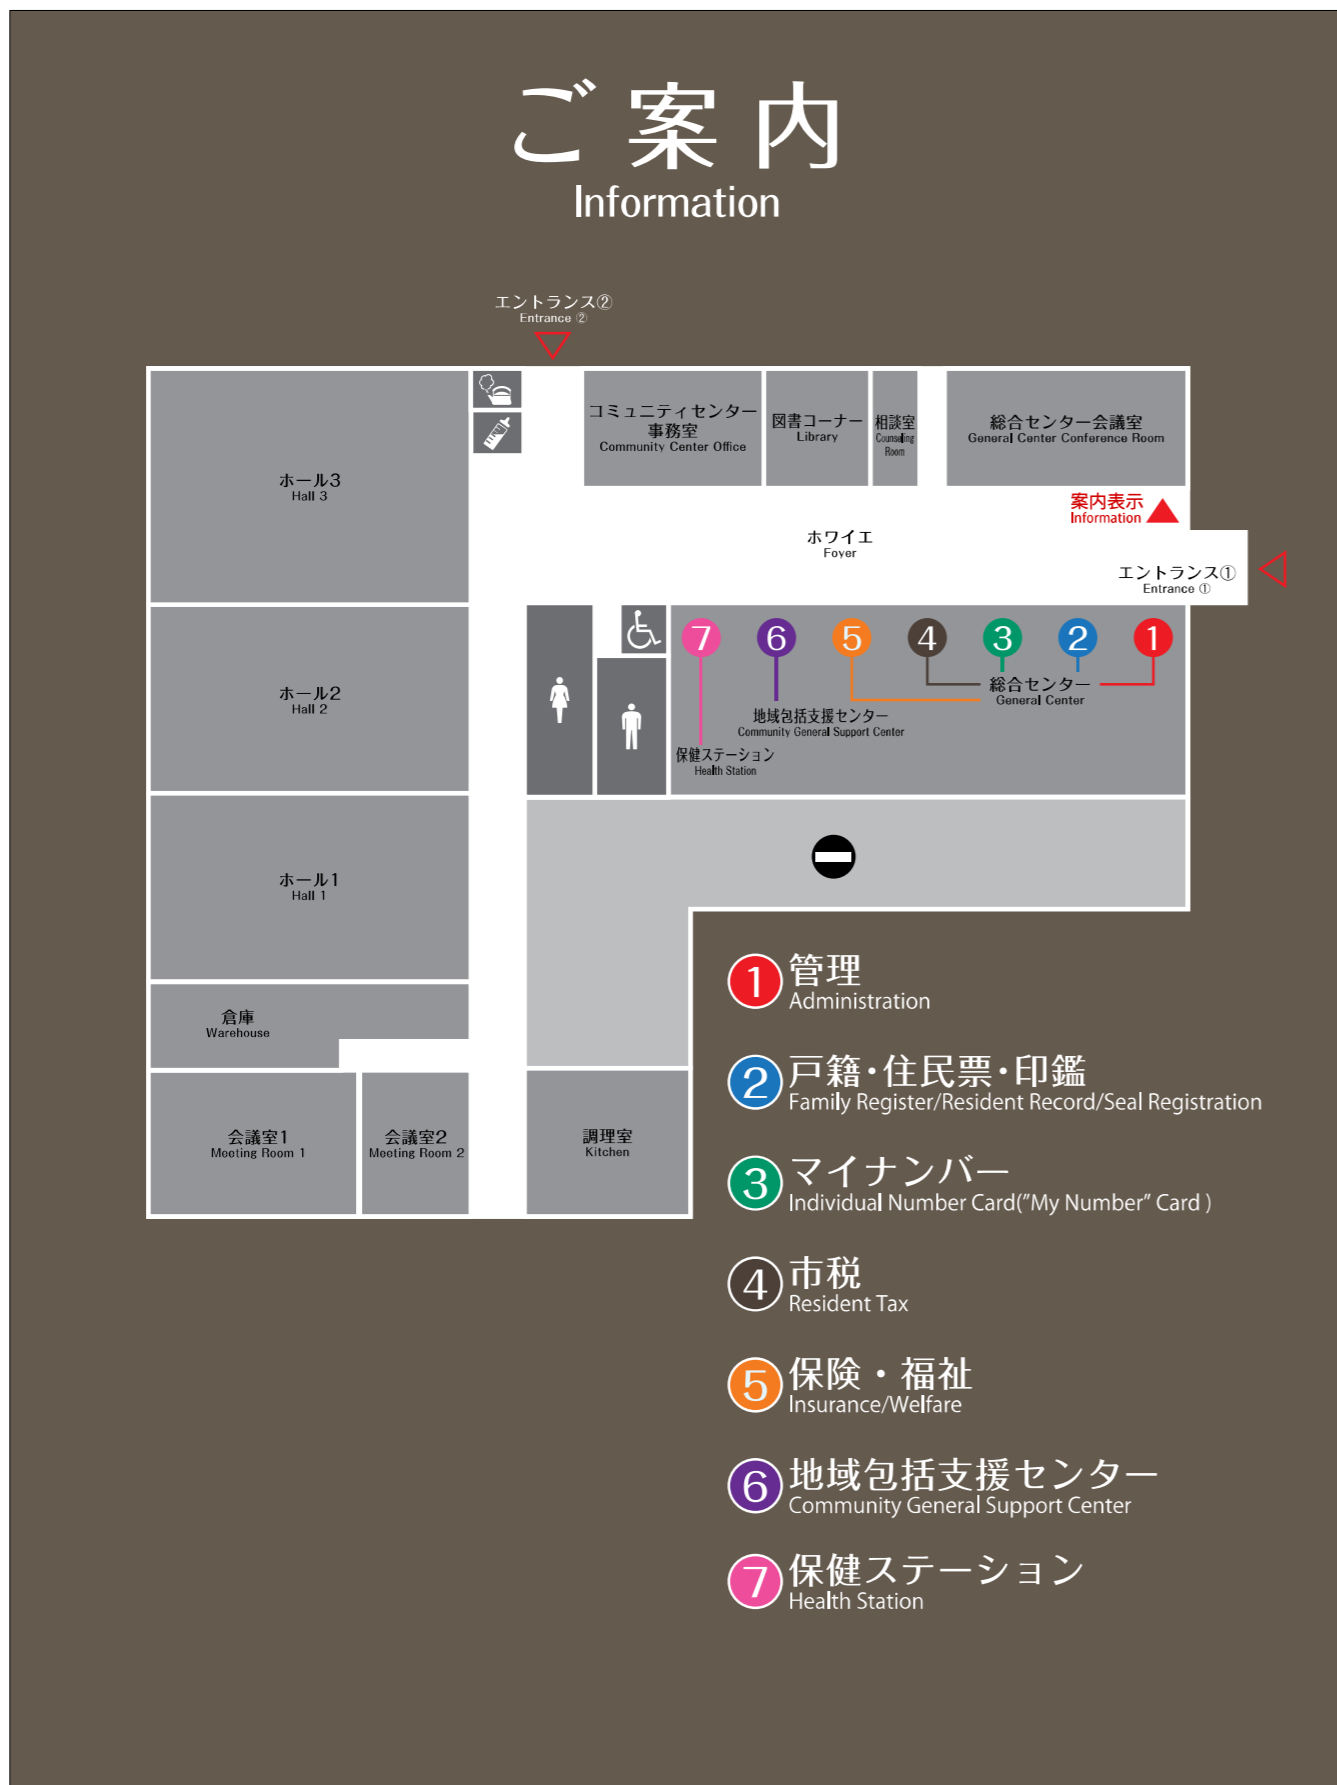 ご案内
Information
エントランス②
Entrance ②
コミュニティセンター
事務室
Community Center Office
図書コーナー
Library
相談室
Counseling
Room
総合センター会議室
General Center Conference Room
ホール3
Hall 3
案内表示
Information
ホワイエ
Foyer
エントランス①
Entrance ①
7
6
5
4
3
2
1
総合センター
General Center
ホール2
Hall 2
地域包括支援センター
Community General Support Center
保健ステーション
Health Station
ホール1
Hall 1
倉庫
Warehouse
会議室1
Meeting Room 1
会議室2
Meeting Room 2
調理室
Kitchen
1 管理
Administration
2 戸籍・住民票・印鑑
Family Register/Resident Record/Seal Registration
3 マイナンバー
Individual Number Card("My Number" Card )
4 市税
Resident Tax
5 保険・福祉
Insurance/Welfare
6 地域包括支援センター
Community General Support Center
7 保健ステーション
Health Station